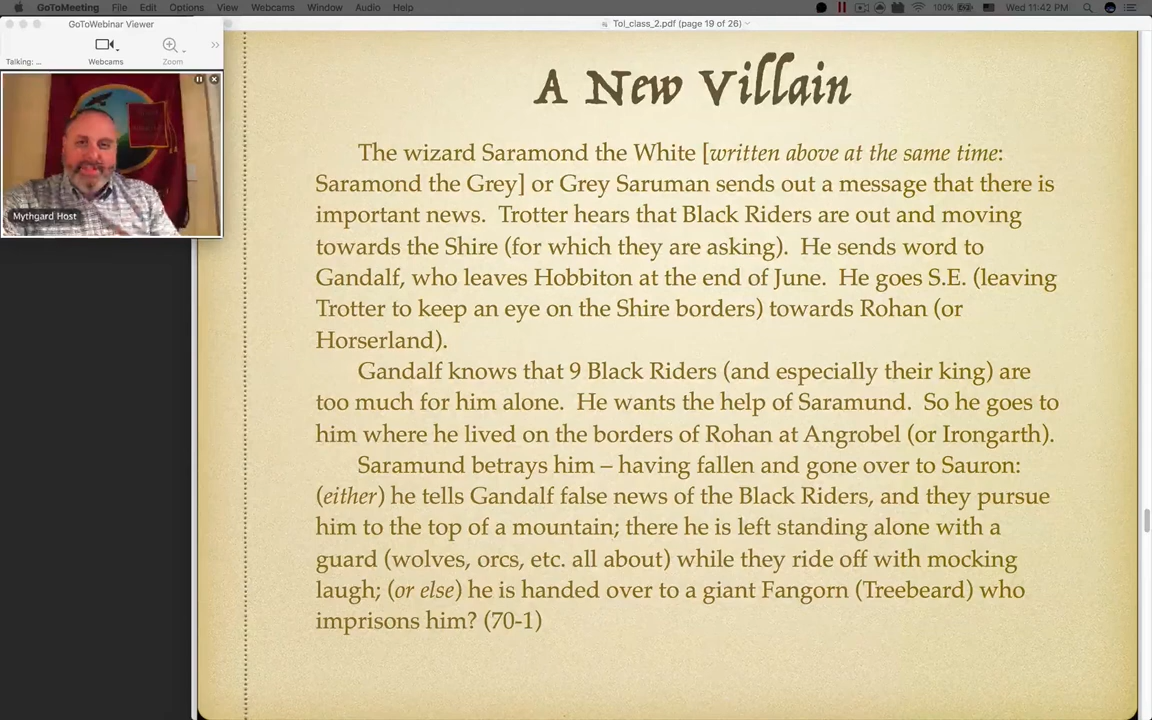 GoToMeeting File Edit Options View Webcams Window Audio Help 100% Wed 11:42 PM
GoToWebinar Viewer
Tol_class_2.pdf (page 19 of 26)
Talking: ...
Webcams
Zoom
Mythgard Host
A New Villain
The wizard Saramond the White [written above at the same time:
Saramond the Grey] or Grey Saruman sends out a message that there is
important news. Trotter hears that Black Riders are out and moving
towards the Shire (for which they are asking). He sends word to
Gandalf, who leaves Hobbiton at the end of June. He goes S.E. (leaving
Trotter to keep an eye on the Shire borders) towards Rohan (or
Horserland).
Gandalf knows that 9 Black Riders (and especially their king) are
too much for him alone. He wants the help of Saramund. So he goes to
him where he lived on the borders of Rohan at Angrobel (or Irongarth).
Saramund betrays him – having fallen and gone over to Sauron:
(either) he tells Gandalf false news of the Black Riders, and they pursue
him to the top of a mountain; there he is left standing alone with a
guard (wolves, orcs, etc. all about) while they ride off with mocking
laugh; (or else) he is handed over to a giant Fangorn (Treebeard) who
imprisons him? (70-1)